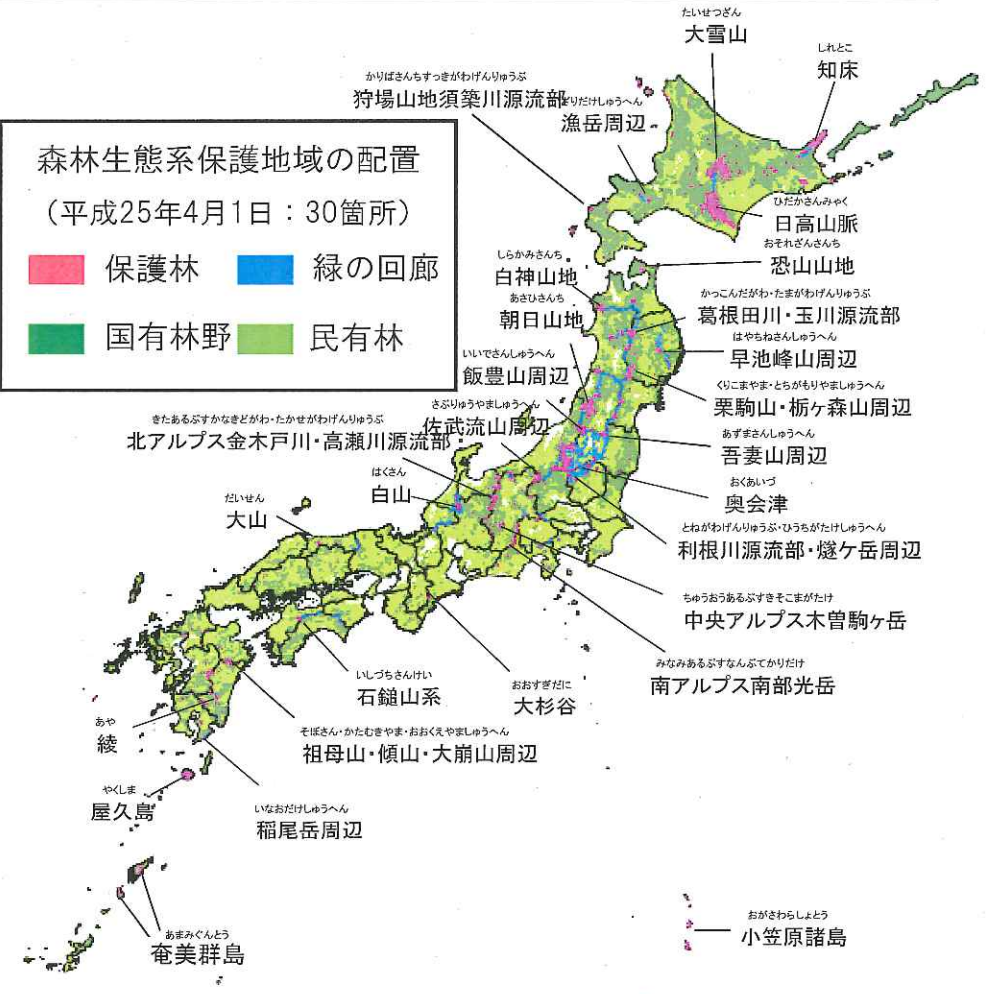 たいせつざん
大雪山
しれとこ
知床
かりばさんちすっきがわげんりゅうぶ
狩場山地須築川源流部
りだけしゅうへん
漁岳周辺
森林生態系保護地域の配置
（平成25年4月1日：30箇所）
保護林
緑の回廊
国有林野
民有林
ひだかさんみゃく
日高山脈
おそれざんさんち
恐山山地
しらかみさんち
白神山地
あさひさんち
朝日山地
かっこんだがわ・たまがわげんりゅうぶ
葛根田川・玉川源流部
はやちねさんしゅうへん
早池峰山周辺
いいでさんしゅうへん
飯豊山周辺
くりこまやま・とちがもりやましゅうへん
栗駒山・栃ヶ森山周辺
さぶりゅうやましゅうへん
佐武流山周辺
きたあるぷすかなきどがわ・たかせがわげんりゅうぶ
北アルプス金木戸川・高瀬川源流部
あずまさんしゅうへん
吾妻山周辺
はくさん
白山
おくあいづ
奥会津
だいせん
大山
とねがわげんりゅうぶ・ひうちがたけしゅうへん
利根川源流部・燧ケ岳周辺
ちゅうおうあるぷすきそこまがたけ
中央アルプス木曽駒ヶ岳
みなみあるぷすなんぶてかりだけ
南アルプス南部光岳
いしづちさんけい
石鎚山系
おおすぎだに
大杉谷
あや
綾
そぼさん・かたむきやま・おおくえやましゅうへん
祖母山・傾山・大崩山周辺
やくしま
屋久島
いなおだけしゅうへん
稲尾岳周辺
あまみぐんとう
奄美群島
おがさわらしょとう
小笠原諸島